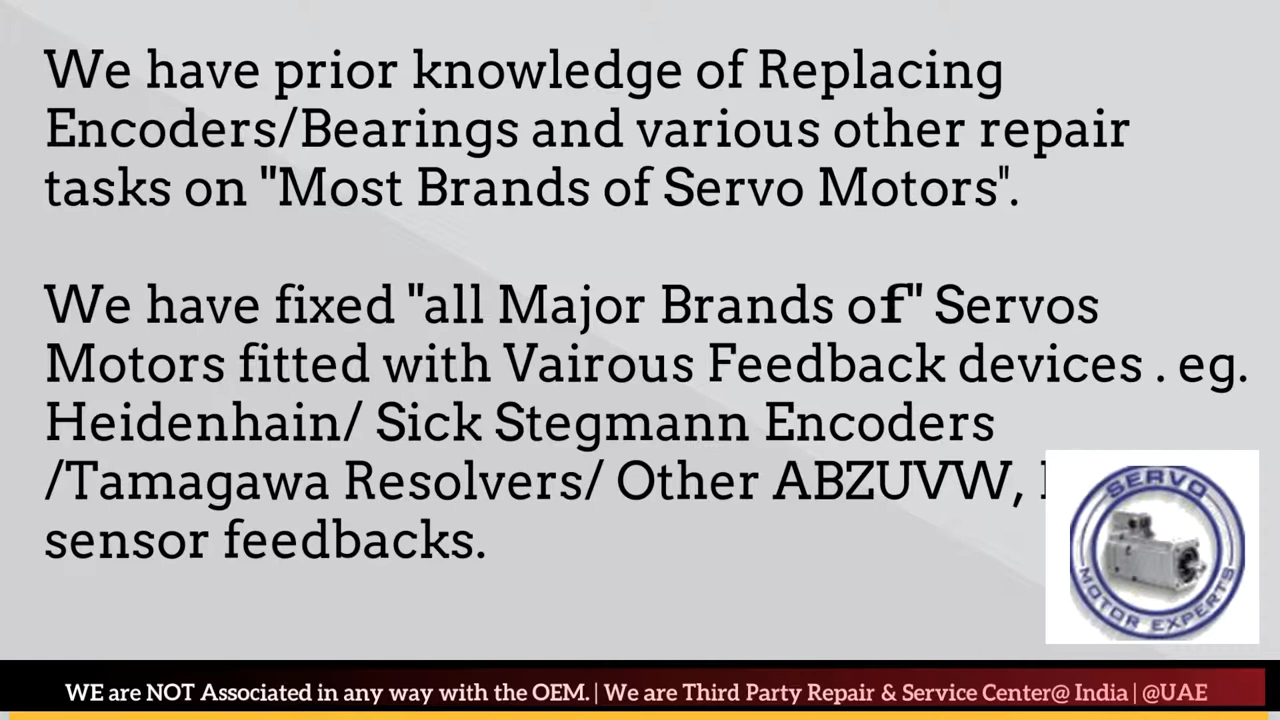 We have prior knowledge of Replacing
Encoders/Bearings and various other repair
tasks on "Most Brands of Servo Motors".
We have fixed "all Major Brands of" Servos
Motors fitted with Vairous Feedback devices . eg.
Heidenhain/ Sick Stegmann Encoders
/Tamagawa Resolvers/ Other ABZUVW,
sensor feedbacks.
SERVO
MOTOR EXPERTS
WE are NOT Associated in any way with the OEM. | We are Third Party Repair & Service Center@ India | @UAE